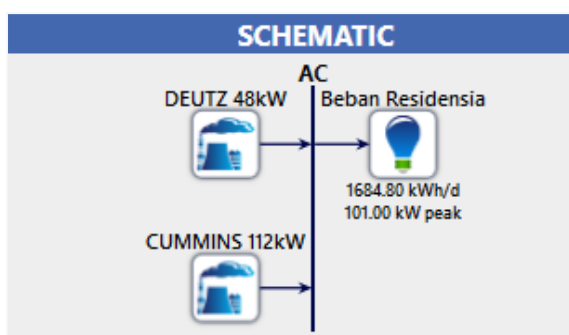 SCHEMATIC
AC
DEUTZ 48kW
Beban Residensia
1684.80 kWh/d
101.00 kW peak
CUMMINS 112kW